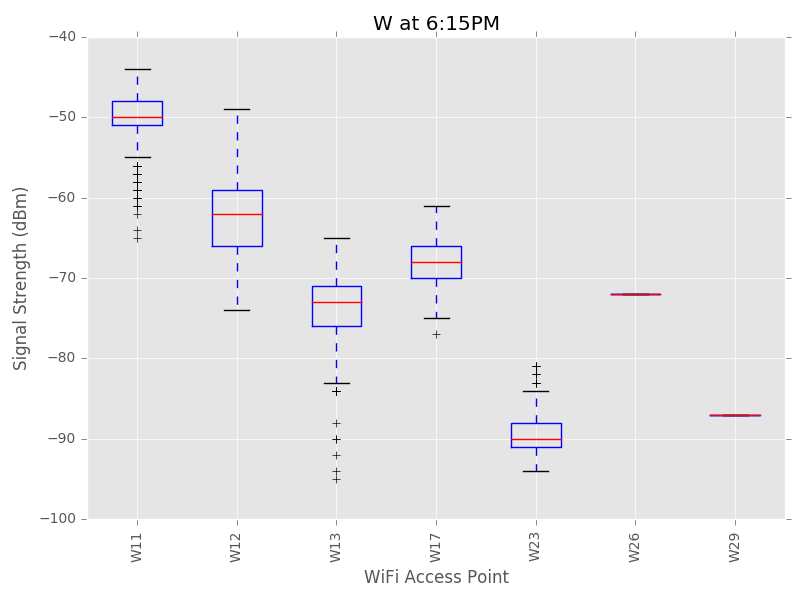 W at 6:15PM
−40
−50
−60
−70
−80
−90
−100
Signal Strength (dBm)
W11
W12
W13
W17
W23
W26
W29
WiFi Access Point